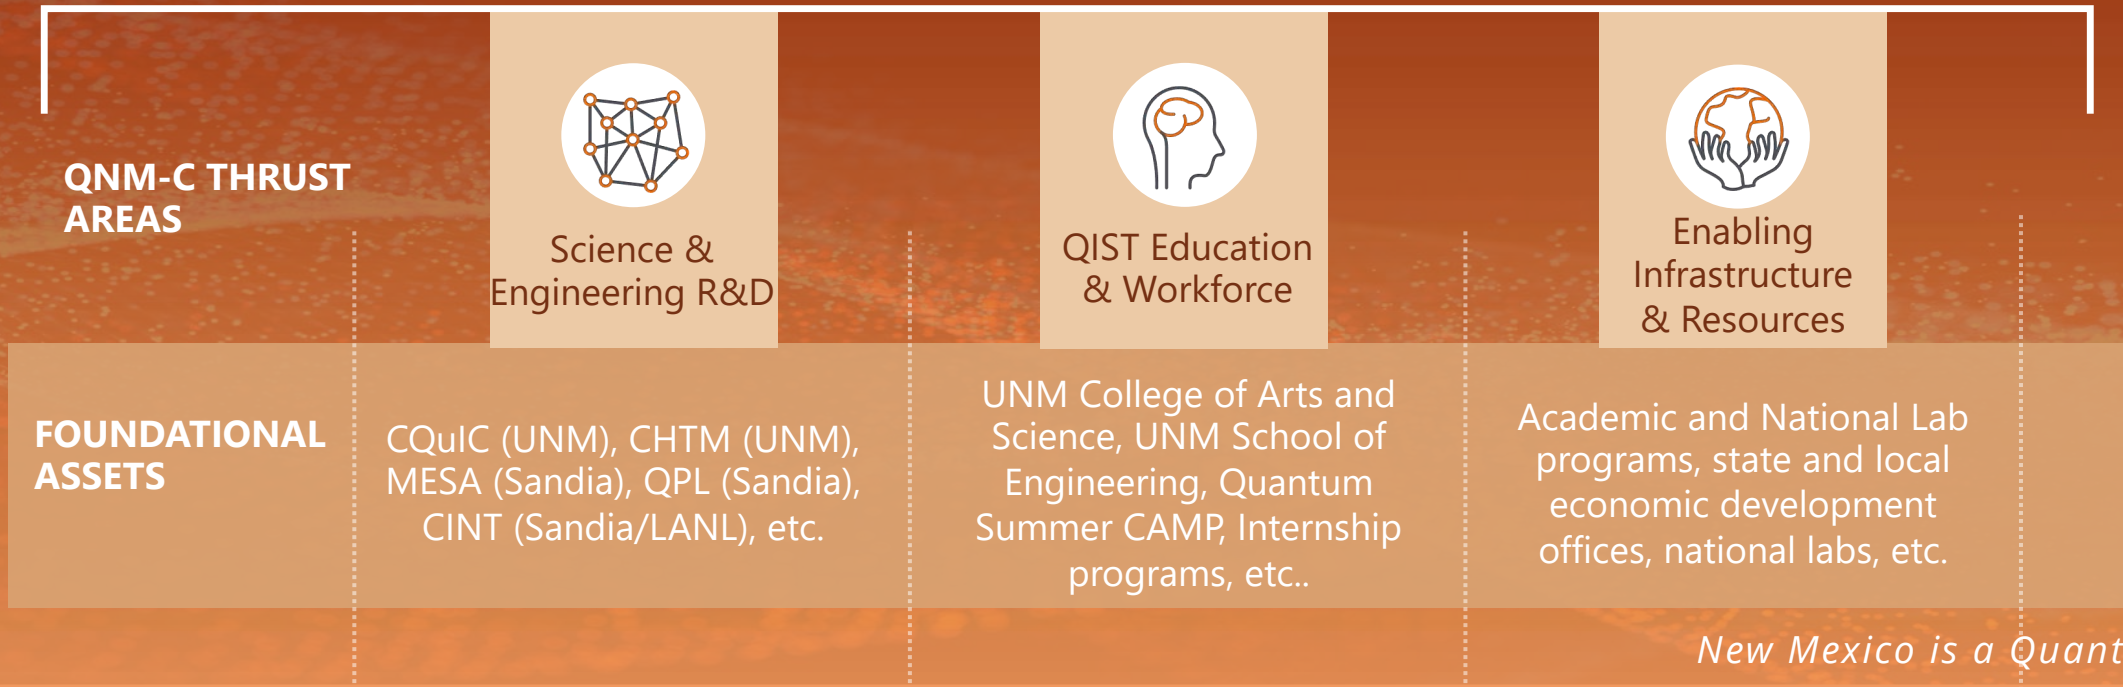 QNM-C THRUST
AREAS
Science &
Engineering R&D
QIST Education
& Workforce
Enabling
Infrastructure
& Resources
FOUNDATIONAL
ASSETS
CQuIC (UNM), CHTM (UNM),
MESA (Sandia), QPL (Sandia),
CINT (Sandia/LANL), etc.
UNM College of Arts and
Science, UNM School of
Engineering, Quantum
Summer CAMP, Internship
programs, etc..
Academic and National Lab
programs, state and local
economic development
offices, national labs, etc.
New Mexico is a Quant